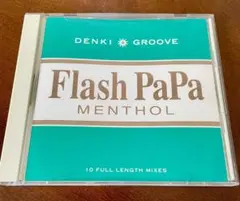 DENKI GROOVE
Flash PaPa
MENTHOL
10 FULL LENGTH MIXES